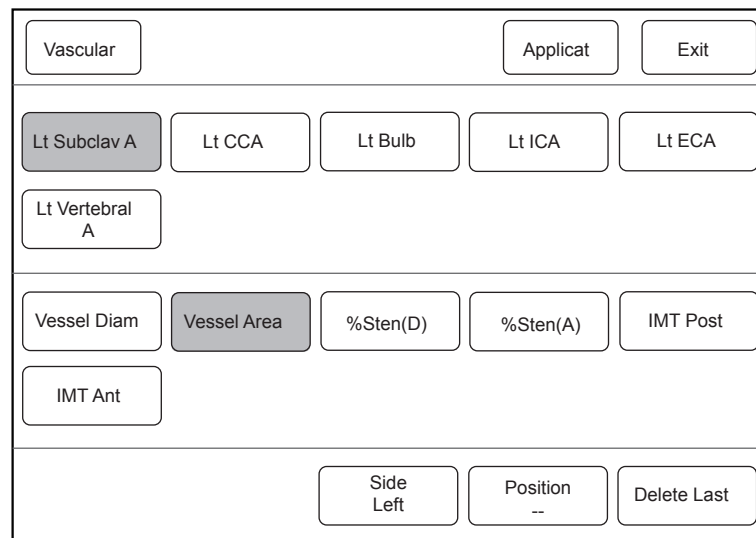 Vascular
Applicat
Exit
Lt Subclav A
Lt CCA
Lt Bulb
Lt ICA
Lt ECA
Lt Vertebral
A
Vessel Diam
Vessel Area
%Sten(D)
%Sten(A)
IMT Post
IMT Ant
Side
Left
Position
--
Delete Last